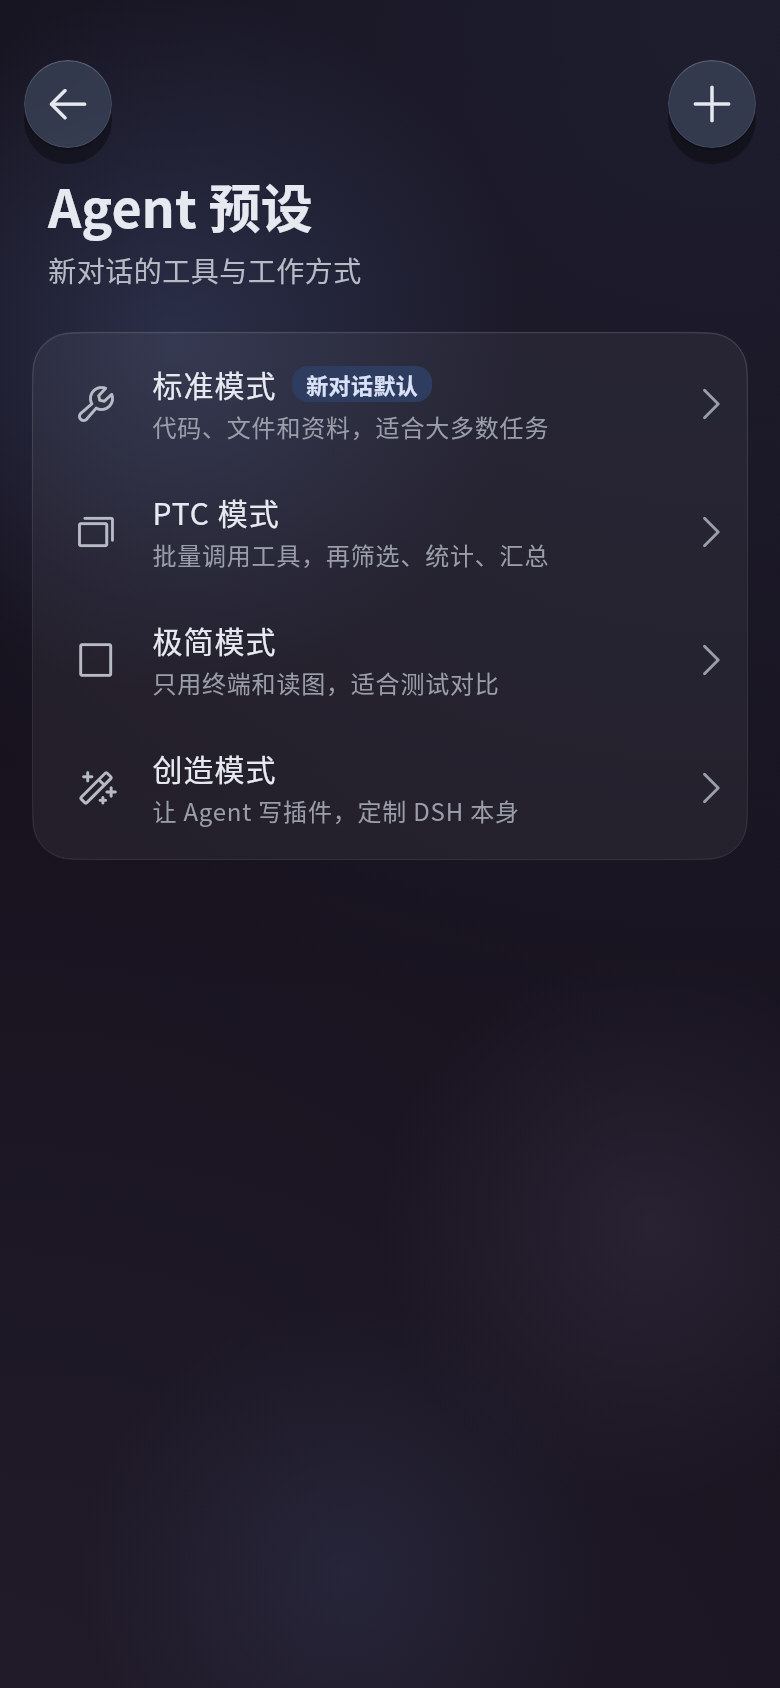 Agent 预设
新对话的工具与工作方式
标准模式 新对话默认
代码、文件和资料，适合大多数任务
PTC 模式
批量调用工具，再筛选、统计、汇总
极简模式
只用终端和读图，适合测试对比
创造模式
让 Agent 写插件，定制 DSH 本身